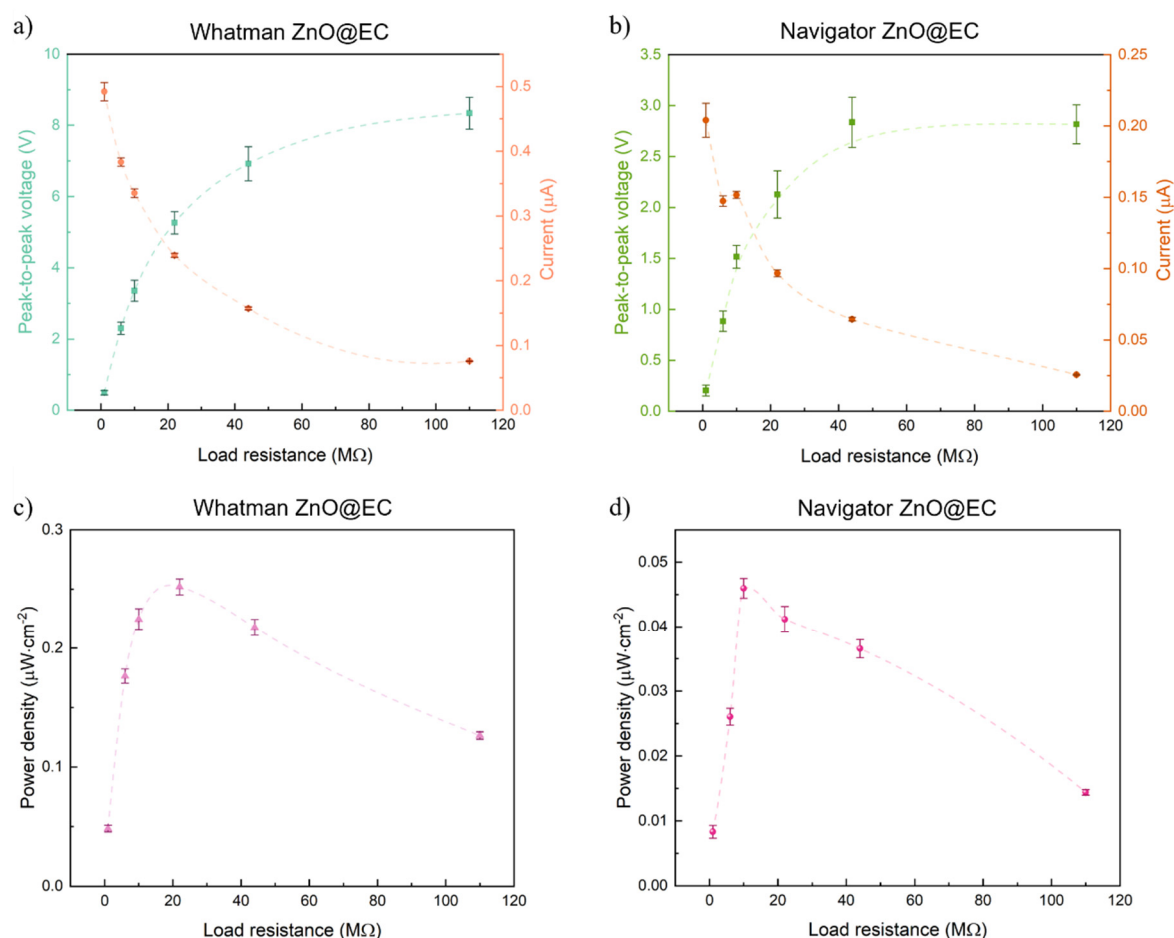 a)
Whatman ZnO@EC
10
8
6
4
2
0
Peak-to-peak voltage (V)
0.5
0.4
0.3
0.2
0.1
0.0
Current (μA)
0 20 40 60 80 100 120
Load resistance (MΩ)
b)
Navigator ZnO@EC
3.5
3.0
2.5
2.0
1.5
1.0
0.5
0.0
Peak-to-peak voltage (V)
0.25
0.20
0.15
0.10
0.05
0.00
Current (μA)
0 20 40 60 80 100 120
Load resistance (MΩ)
c)
Whatman ZnO@EC
0.3
0.2
0.1
0.0
Power density (μW·cm⁻²)
0 20 40 60 80 100 120
Load resistance (MΩ)
d)
Navigator ZnO@EC
0.05
0.04
0.03
0.02
0.01
0.00
Power density (μW·cm⁻²)
0 20 40 60 80 100 120
Load resistance (MΩ)